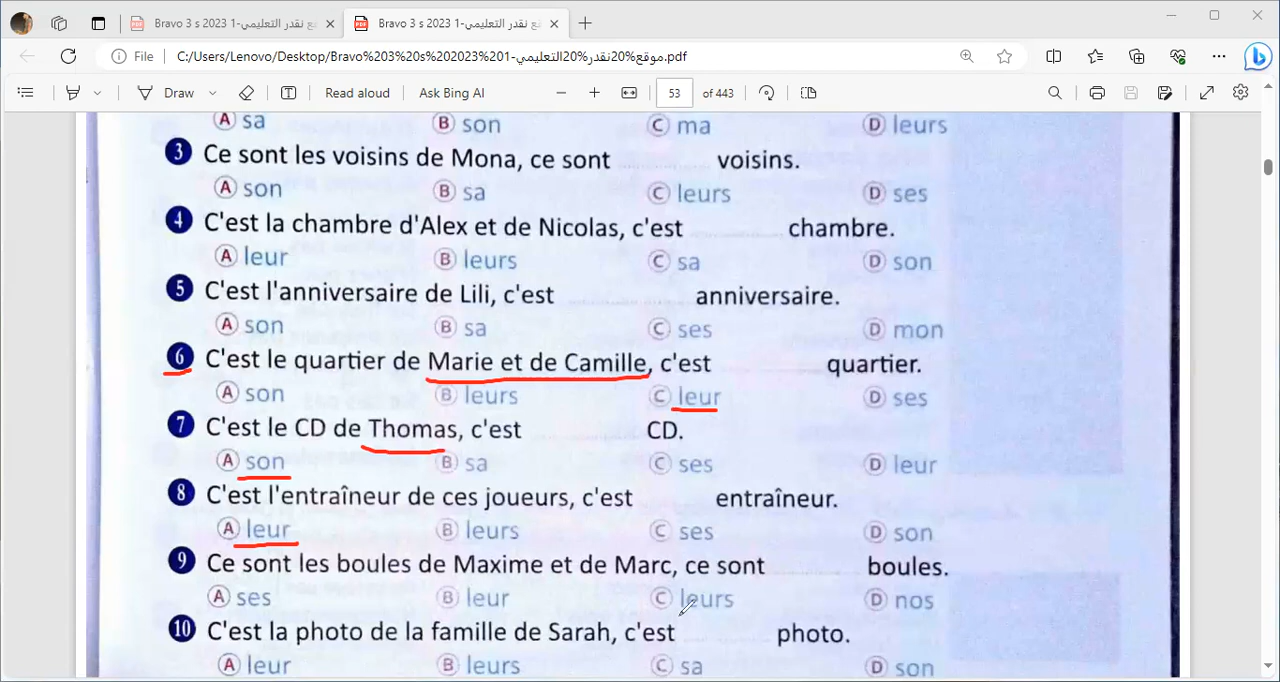 Bravo 3 s 2023 1-موقع نقدر التعليمي
Bravo 3 s 2023 1-موقع نقدر التعليمي
File C:/Users/Lenovo/Desktop/Bravo%203%20s%202023%201-موقع%20نقدر%20التعليمي.pdf
Draw Read aloud Ask Bing AI 53 of 443
A sa B son C ma D leurs
3 Ce sont les voisins de Mona, ce sont ............ voisins.
A son B sa C leurs D ses
4 C'est la chambre d'Alex et de Nicolas, c'est ............ chambre.
A leur B leurs C sa D son
5 C'est l'anniversaire de Lili, c'est ............ anniversaire.
A son B sa C ses D mon
6 C'est le quartier de Marie et de Camille, c'est ............ quartier.
A son B leurs C leur D ses
7 C'est le CD de Thomas, c'est ............ CD.
A son B sa C ses D leur
8 C'est l'entraîneur de ces joueurs, c'est ............ entraîneur.
A leur B leurs C ses D son
9 Ce sont les boules de Maxime et de Marc, ce sont ............ boules.
A ses B leur C leurs D nos
10 C'est la photo de la famille de Sarah, c'est ............ photo.
A leur B leurs C sa D son